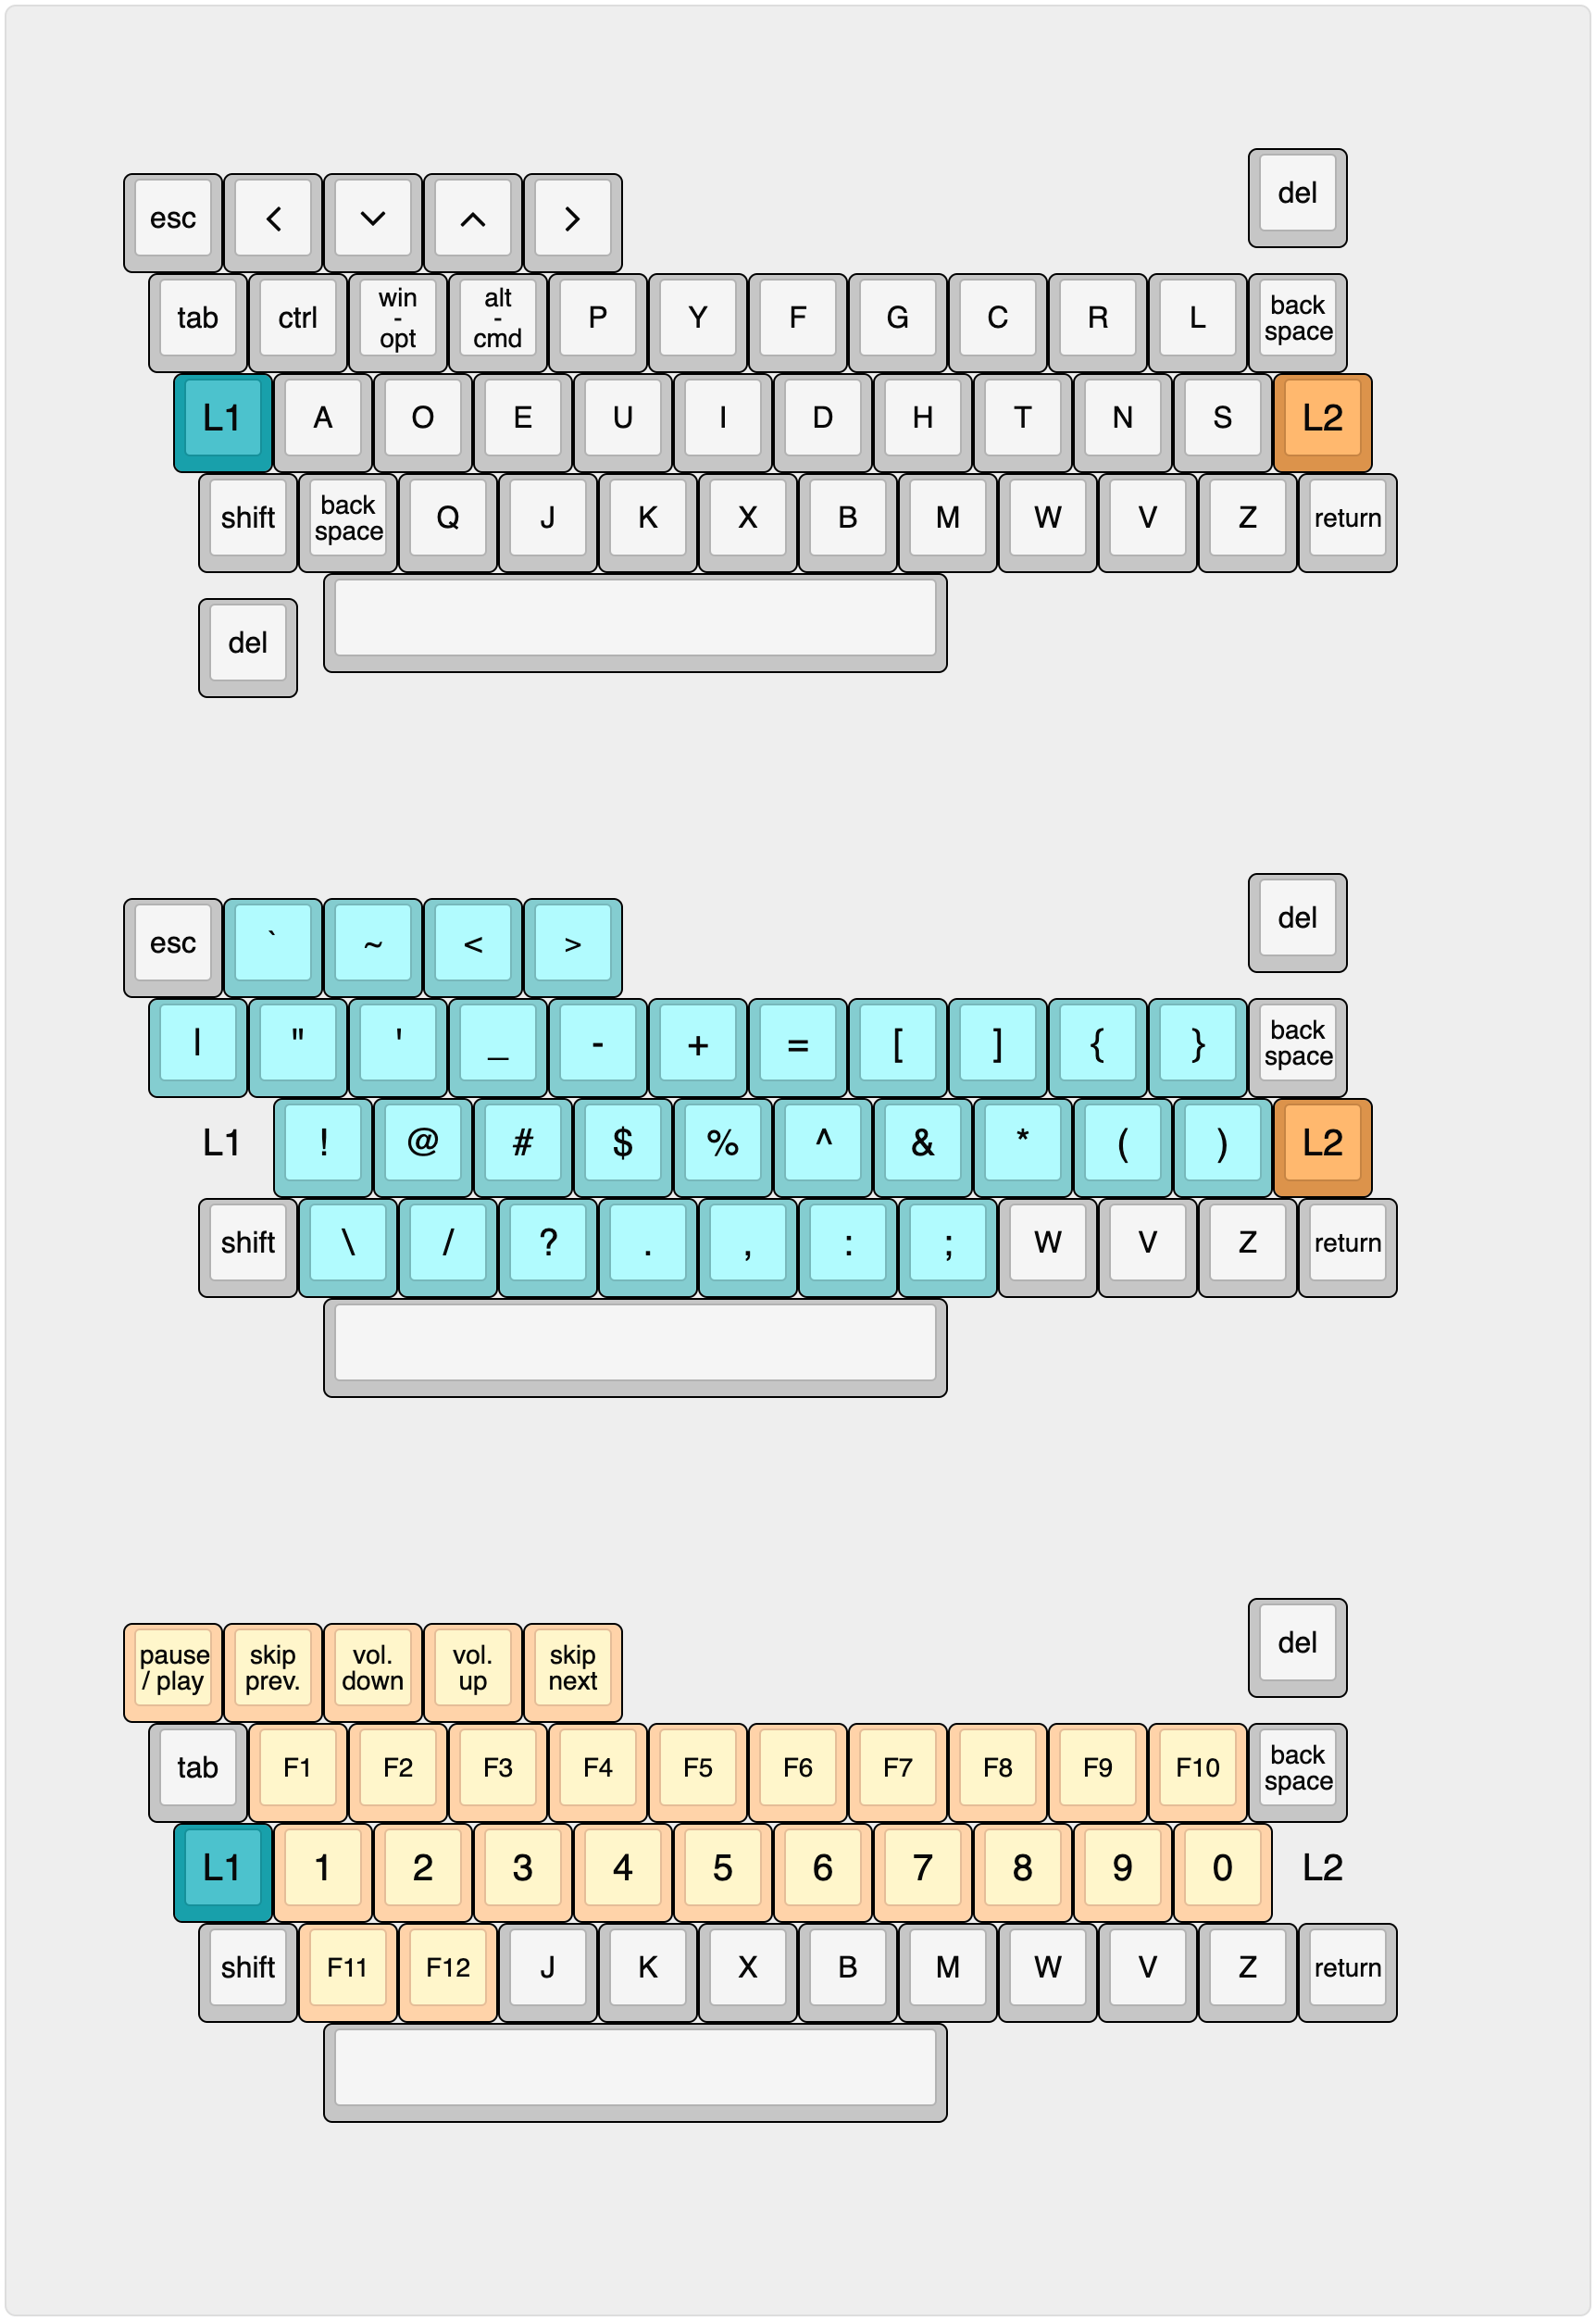 del
esc < ∨ ∧ >
tab ctrl win - opt alt - cmd P Y F G C R L back space
L1 A O E U I D H T N S L2
shift back space Q J K X B M W V Z return
del
del
esc ` ~ < >
| " ' _ - + = [ ] { } back space
L1 ! @ # $ % ^ & * ( ) L2
shift \ / ? . , : ; W V Z return
del
pause / play skip prev. vol. down vol. up skip next
tab F1 F2 F3 F4 F5 F6 F7 F8 F9 F10 back space
L1 1 2 3 4 5 6 7 8 9 0 L2
shift F11 F12 J K X B M W V Z return